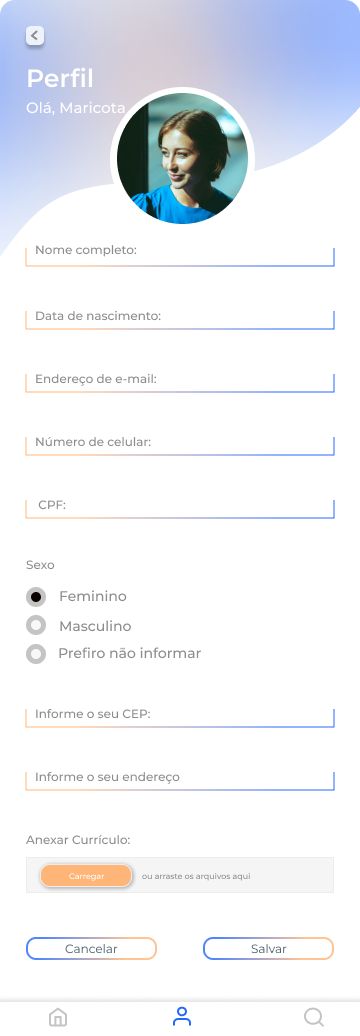 Perfil
Olá, Maricota
Nome completo:
Data de nascimento:
Endereço de e-mail:
Número de celular:
CPF:
Sexo
Feminino
Masculino
Prefiro não informar
Informe o seu CEP:
Informe o seu endereço
Anexar Currículo:
Carregar ou arraste os arquivos aqui
Cancelar Salvar